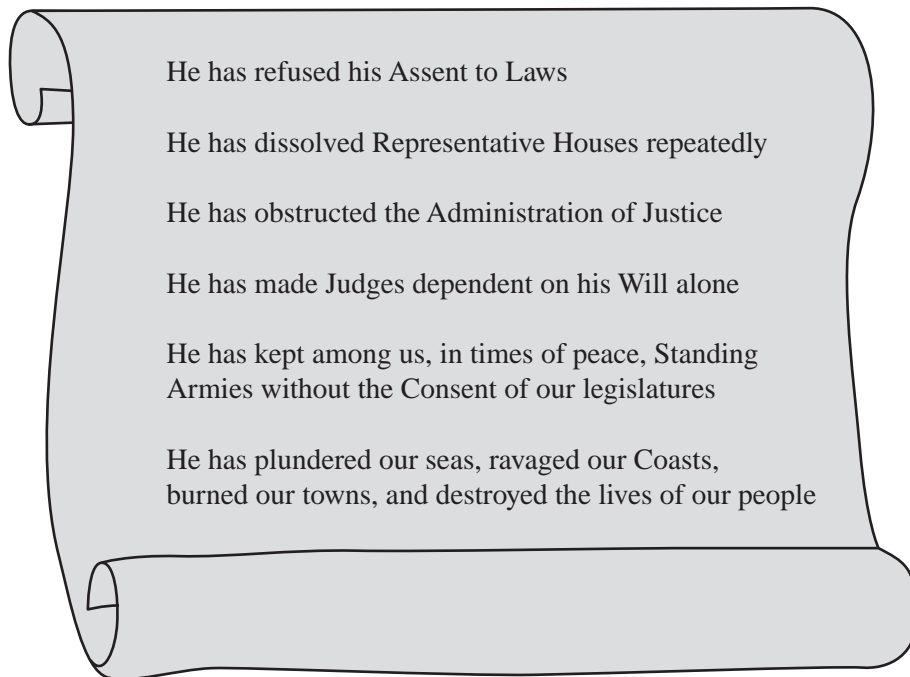 He has refused his Assent to Laws
He has dissolved Representative Houses repeatedly
He has obstructed the Administration of Justice
He has made Judges dependent on his Will alone
He has kept among us, in times of peace, Standing
Armies without the Consent of our legislatures
He has plundered our seas, ravaged our Coasts,
burned our towns, and destroyed the lives of our people